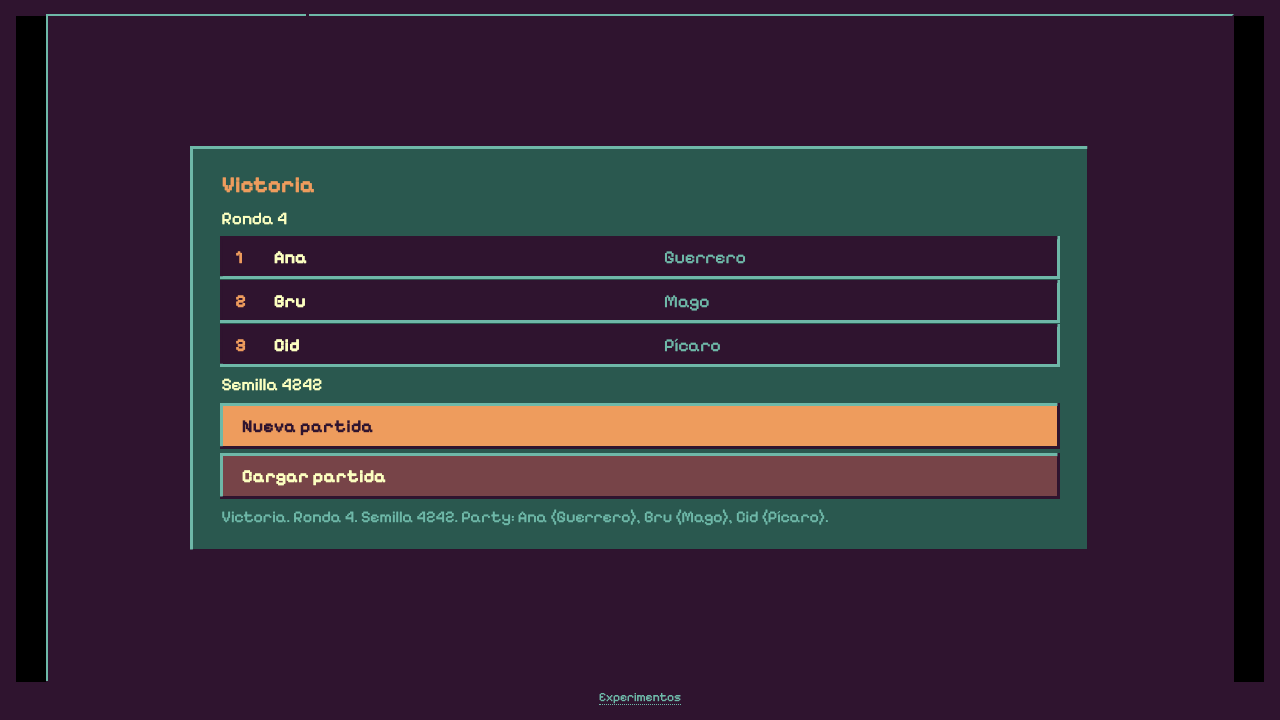 Victoria
Ronda 4
1 Ana Guerrero
2 Bru Mago
3 Cid Pícaro
Semilla 4242
Nueva partida
Cargar partida
Victoria. Ronda 4. Semilla 4242. Party: Ana (Guerrero), Bru (Mago), Cid (Pícaro).
Experimentos